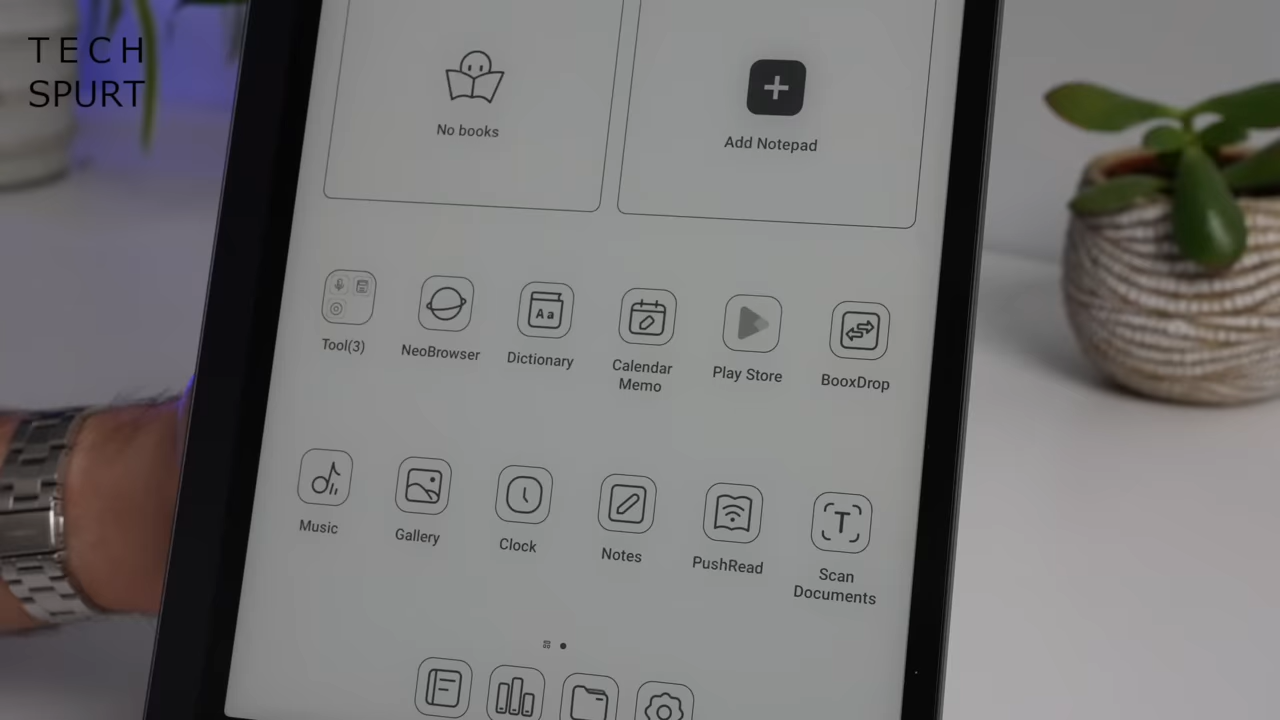 TECH
SPURT
No books
Add Notepad
Tool(3)
NeoBrowser
Aa
Dictionary
Calendar
Memo
Play Store
BooxDrop
Music
Gallery
Clock
Notes
PushRead
T
Scan
Documents